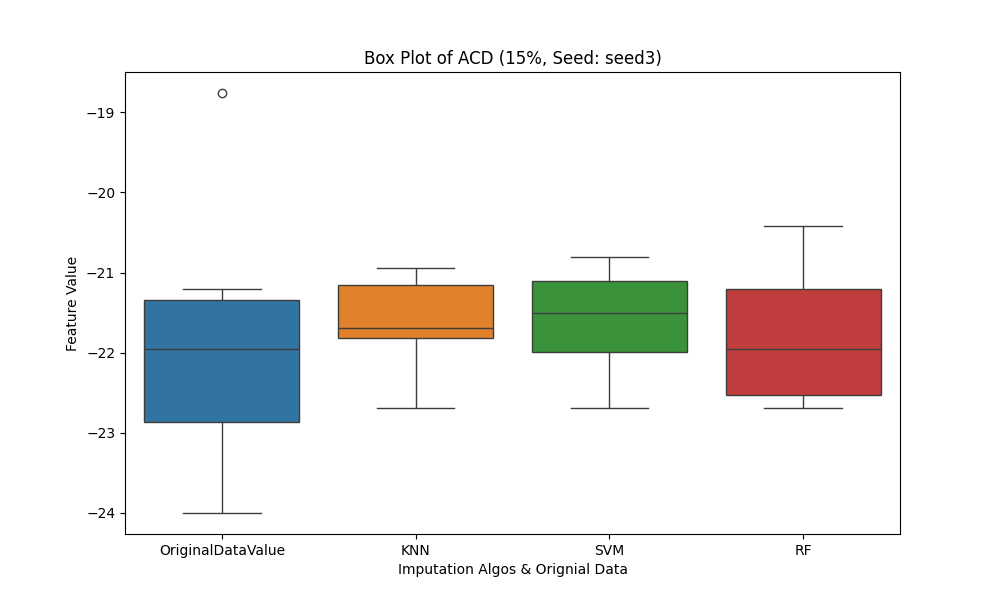 Box Plot of ACD (15%, Seed: seed3)
Feature Value
−19
−20
−21
−22
−23
−24
OriginalDataValue
KNN
SVM
RF
Imputation Algos & Orignial Data